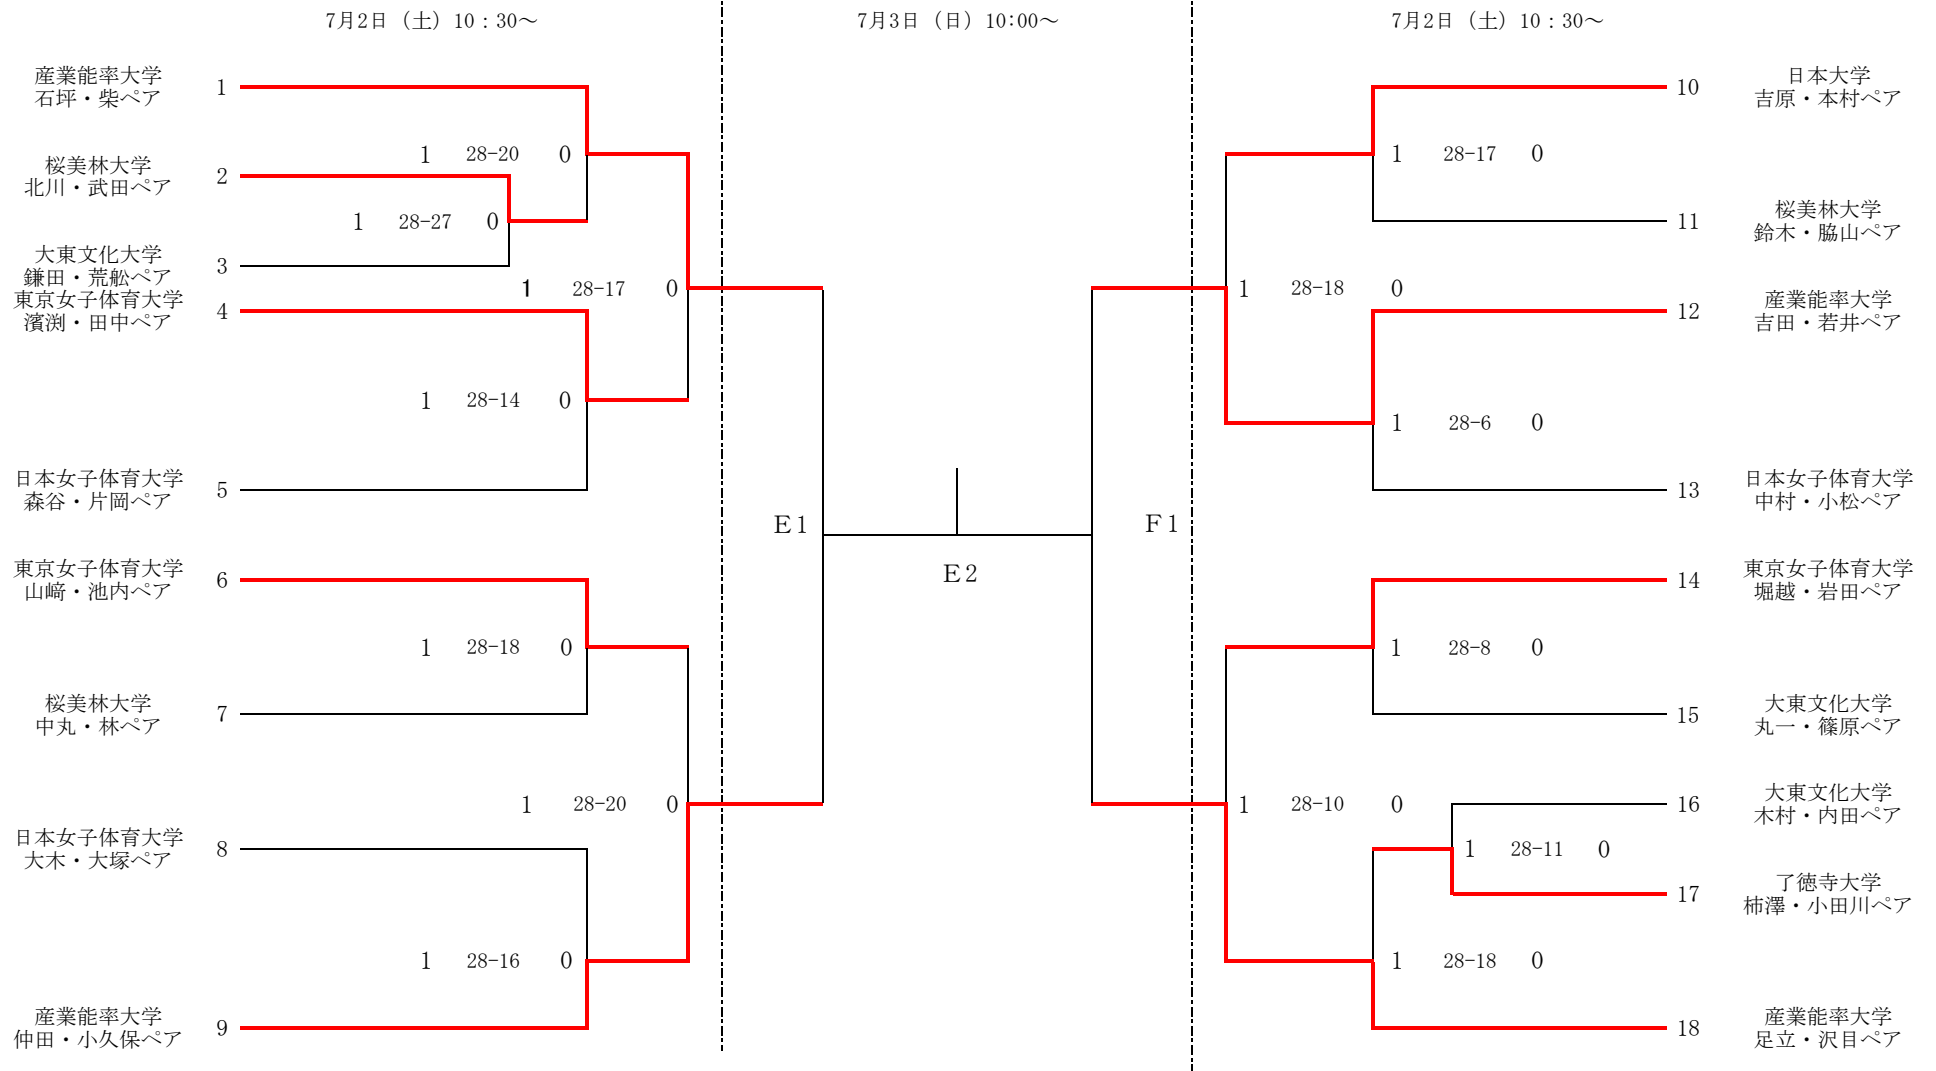 7月2日（土）10：30～
7月3日（日）10:00～
7月2日（土）10：30～
産業能率大学
石坪・柴ペア
1
桜美林大学
北川・武田ペア
2
1 28-20 0
1 28-27 0
大東文化大学
鎌田・荒舩ペア
3
1 28-17 0
東京女子体育大学
濱渕・田中ペア
4
1 28-14 0
日本女子体育大学
森谷・片岡ペア
5
東京女子体育大学
山﨑・池内ペア
6
1 28-18 0
桜美林大学
中丸・林ペア
7
1 28-20 0
日本女子体育大学
大木・大塚ペア
8
1 28-16 0
産業能率大学
仲田・小久保ペア
9
E1
E2
F1
10
日本大学
吉原・本村ペア
1 28-17 0
11
桜美林大学
鈴木・脇山ペア
1 28-18 0
12
産業能率大学
吉田・若井ペア
1 28-6 0
13
日本女子体育大学
中村・小松ペア
14
東京女子体育大学
堀越・岩田ペア
1 28-8 0
15
大東文化大学
丸一・篠原ペア
1 28-10 0
16
大東文化大学
木村・内田ペア
1 28-11 0
17
了徳寺大学
柿澤・小田川ペア
1 28-18 0
18
産業能率大学
足立・沢目ペア